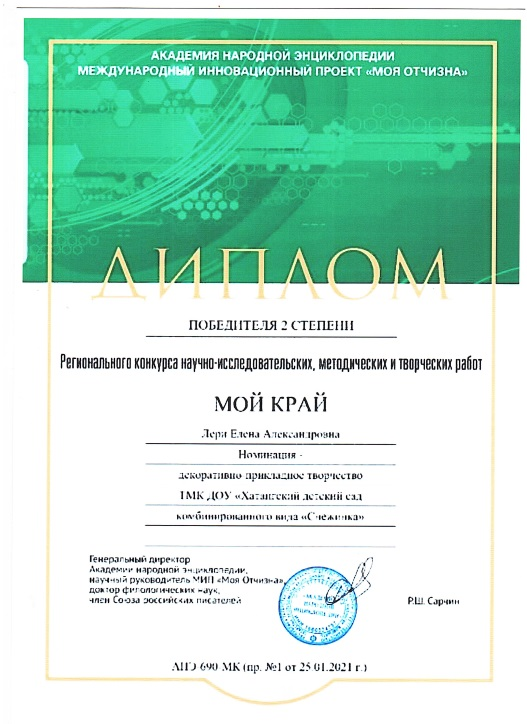 АКАДЕМИЯ НАРОДНОЙ ЭНЦИКЛОПЕДИИ
МЕЖДУНАРОДНЫЙ ИННОВАЦИОННЫЙ ПРОЕКТ «МОЯ ОТЧИЗНА»
ДИПЛОМ
ПОБЕДИТЕЛЯ 2 СТЕПЕНИ
Регионального конкурса научно-исследовательских, методических и творческих работ
МОЙ КРАЙ
Лери Елена Александровна
Номинация -
декоративно-прикладное творчество
ТМК ДОУ «Хатангский детский сад
комбинированного вида «Снежинка»
Генеральный директор
Академии народной энциклопедии,
научный руководитель МИП «Моя Отчизна»,
доктор филологических наук,
член Союза российских писателей
Р.Ш. Сарчин
АНЭ 690-МК (пр. №1 от 25.01.2021 г.)